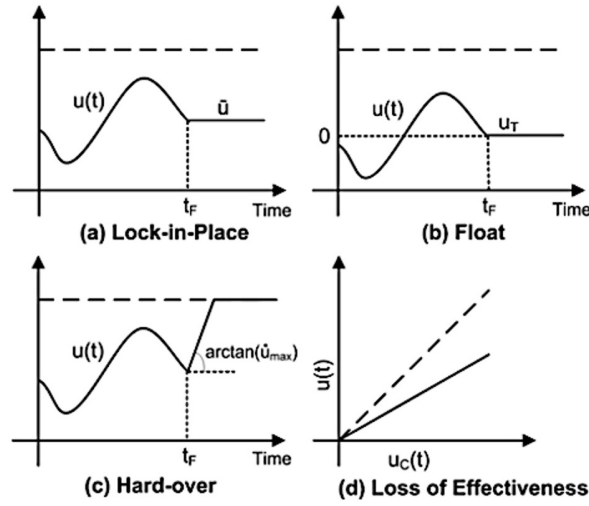 u(t)
ū
t_F
Time
(a) Lock-in-Place
u(t)
u_T
0
t_F
Time
(b) Float
u(t)
arctan(u̇_max)
t_F
Time
(c) Hard-over
u(t)
u_C(t)
(d) Loss of Effectiveness